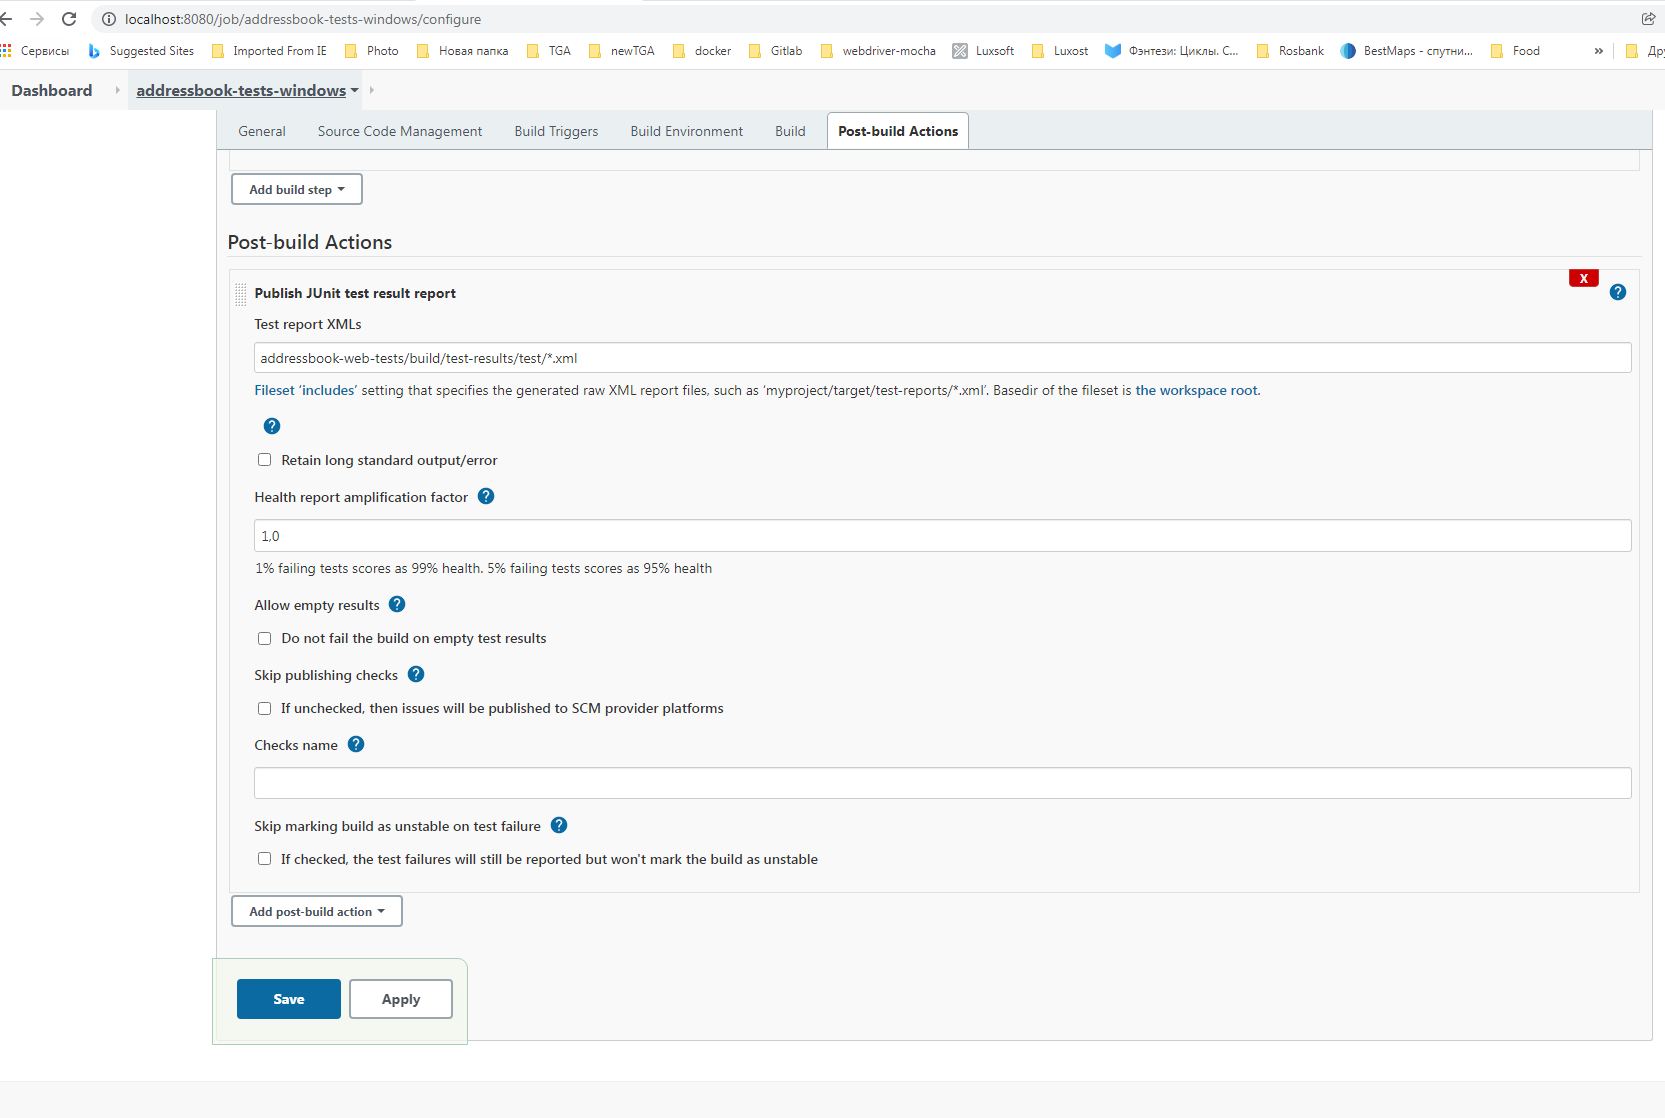 localhost:8080/job/addressbook-tests-windows/configure
Сервисы Suggested Sites Imported From IE Photo Новая папка TGA newTGA docker Gitlab webdriver-mocha Luxsoft Luxost Фэнтези: Циклы. С... Rosbank BestMaps - спутни... Food » Дру
Dashboard addressbook-tests-windows
General Source Code Management Build Triggers Build Environment Build Post-build Actions
Add build step
Post-build Actions
X
Publish JUnit test result report ?
Test report XMLs
addressbook-web-tests/build/test-results/test/*.xml
Fileset ‘includes’ setting that specifies the generated raw XML report files, such as ‘myproject/target/test-reports/*.xml’. Basedir of the fileset is the workspace root.
?
Retain long standard output/error
Health report amplification factor ?
1,0
1% failing tests scores as 99% health. 5% failing tests scores as 95% health
Allow empty results ?
Do not fail the build on empty test results
Skip publishing checks ?
If unchecked, then issues will be published to SCM provider platforms
Checks name ?
Skip marking build as unstable on test failure ?
If checked, the test failures will still be reported but won't mark the build as unstable
Add post-build action
Save Apply